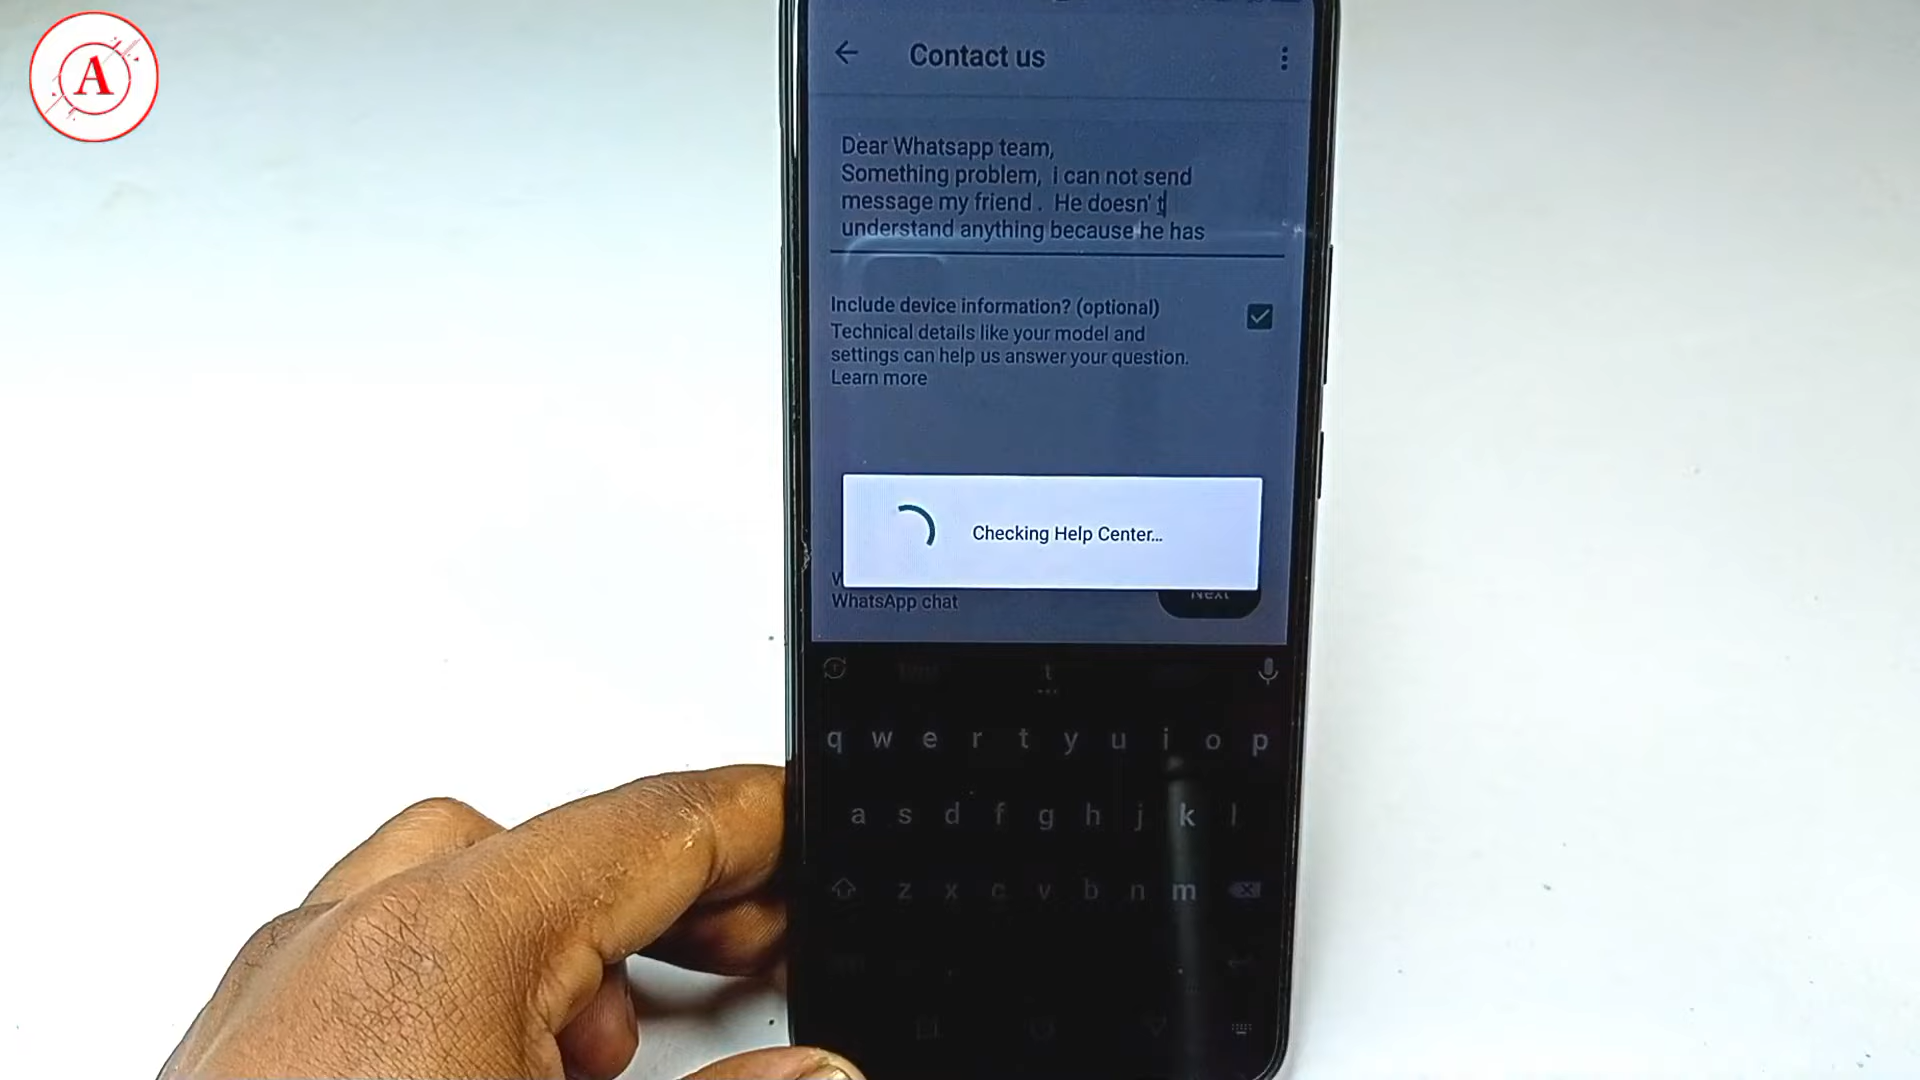 A
Contact us
Dear Whatsapp team,
Something problem, i can not send
message my friend . He doesn' t
understand anything because he has
Include device information? (optional)
Technical details like your model and
settings can help us answer your question.
Learn more
Checking Help Center...
WhatsApp chat
Next
t
q w e r t y u i o p
a s d f g h j k l
z x c v b n m